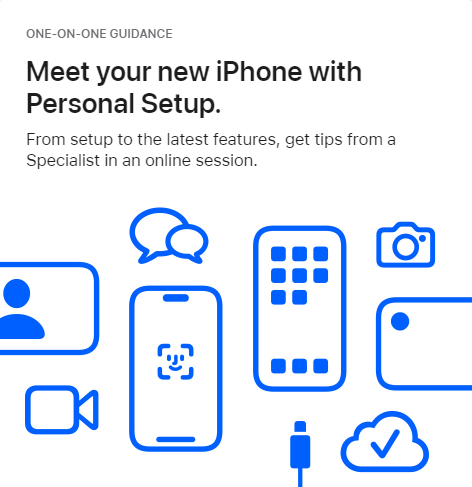 ONE-ON-ONE GUIDANCE
Meet your new iPhone with
Personal Setup.
From setup to the latest features, get tips from a
Specialist in an online session.